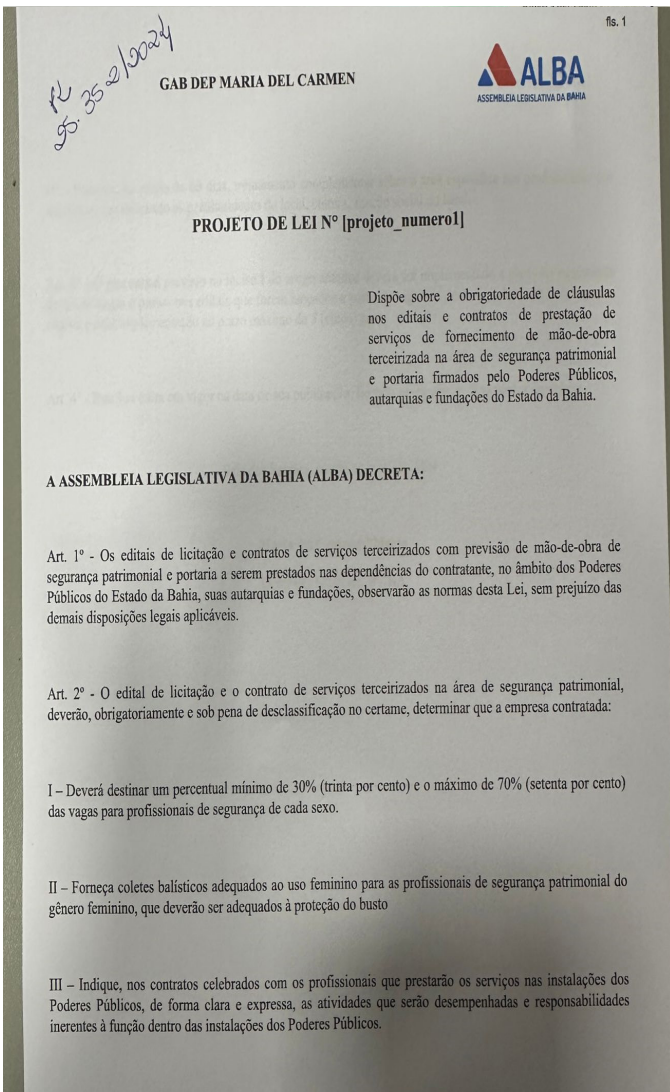 fls. 1
PL
25.352/2024
GAB DEP MARIA DEL CARMEN
ALBA
ASSEMBLEIA LEGISLATIVA DA BAHIA
PROJETO DE LEI Nº [projeto_numero1]
Dispõe sobre a obrigatoriedade de cláusulas
nos editais e contratos de prestação de
serviços de fornecimento de mão-de-obra
terceirizada na área de segurança patrimonial
e portaria firmados pelo Poderes Públicos,
autarquias e fundações do Estado da Bahia.
A ASSEMBLEIA LEGISLATIVA DA BAHIA (ALBA) DECRETA:
Art. 1º - Os editais de licitação e contratos de serviços terceirizados com previsão de mão-de-obra de
segurança patrimonial e portaria a serem prestados nas dependências do contratante, no âmbito dos Poderes
Públicos do Estado da Bahia, suas autarquias e fundações, observarão as normas desta Lei, sem prejuízo das
demais disposições legais aplicáveis.
Art. 2º - O edital de licitação e o contrato de serviços terceirizados na área de segurança patrimonial,
deverão, obrigatoriamente e sob pena de desclassificação no certame, determinar que a empresa contratada:
I – Deverá destinar um percentual mínimo de 30% (trinta por cento) e o máximo de 70% (setenta por cento)
das vagas para profissionais de segurança de cada sexo.
II – Forneça coletes balísticos adequados ao uso feminino para as profissionais de segurança patrimonial do
gênero feminino, que deverão ser adequados à proteção do busto
III – Indique, nos contratos celebrados com os profissionais que prestarão os serviços nas instalações dos
Poderes Públicos, de forma clara e expressa, as atividades que serão desempenhadas e responsabilidades
inerentes à função dentro das instalações dos Poderes Públicos.